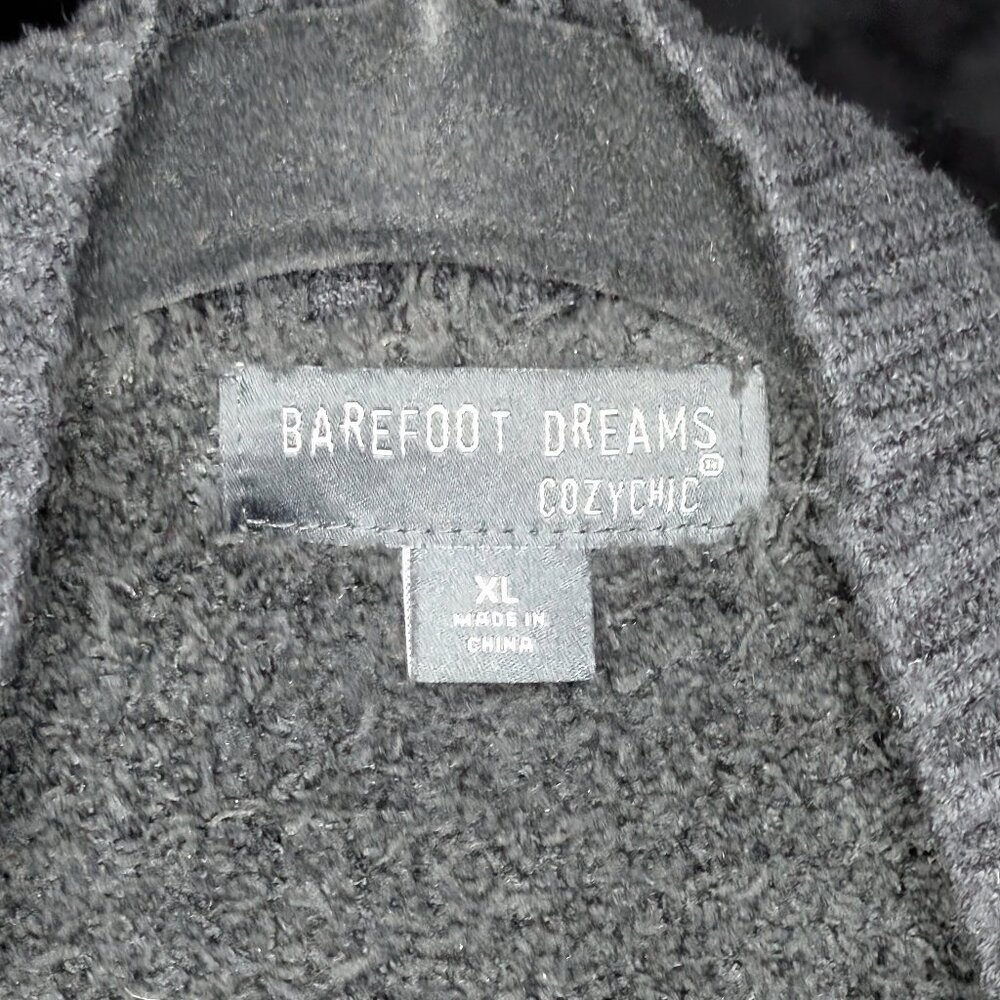 BAREFOOT DREAMS®
COZYCHIC
XL
MADE IN
CHINA